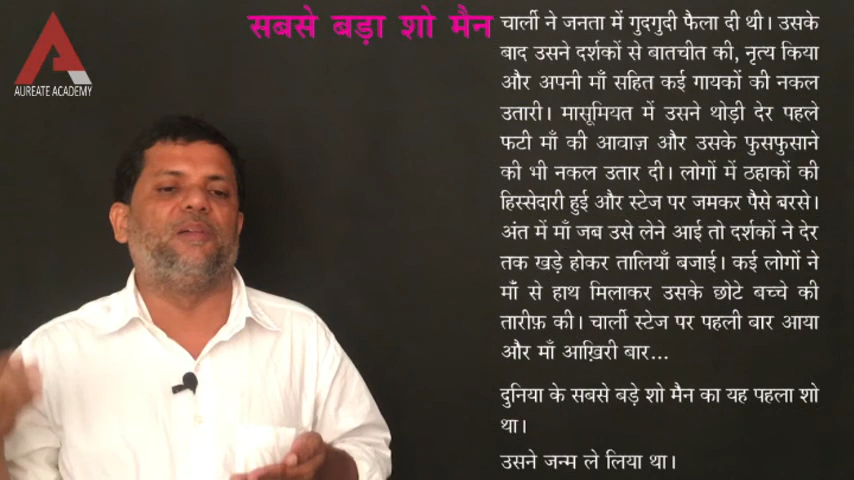 सबसे बड़ा शो मैन
AUREATE ACADEMY
चार्ली ने जनता में गुदगुदी फैला दी थी। उसके
बाद उसने दर्शकों से बातचीत की, नृत्य किया
और अपनी माँ सहित कई गायकों की नकल
उतारी। मासूमियत में उसने थोड़ी देर पहले
फटी माँ की आवाज़ और उसके फुसफुसाने
की भी नकल उतार दी। लोगों में ठहाकों की
हिस्सेदारी हुई और स्टेज पर जमकर पैसे बरसे।
अंत में माँ जब उसे लेने आई तो दर्शकों ने देर
तक खड़े होकर तालियाँ बजाईं। कई लोगों ने
माँ से हाथ मिलाकर उसके छोटे बच्चे की
तारीफ़ की। चार्ली स्टेज पर पहली बार आया
और माँ आख़िरी बार...
दुनिया के सबसे बड़े शो मैन का यह पहला शो
था।
उसने जन्म ले लिया था।